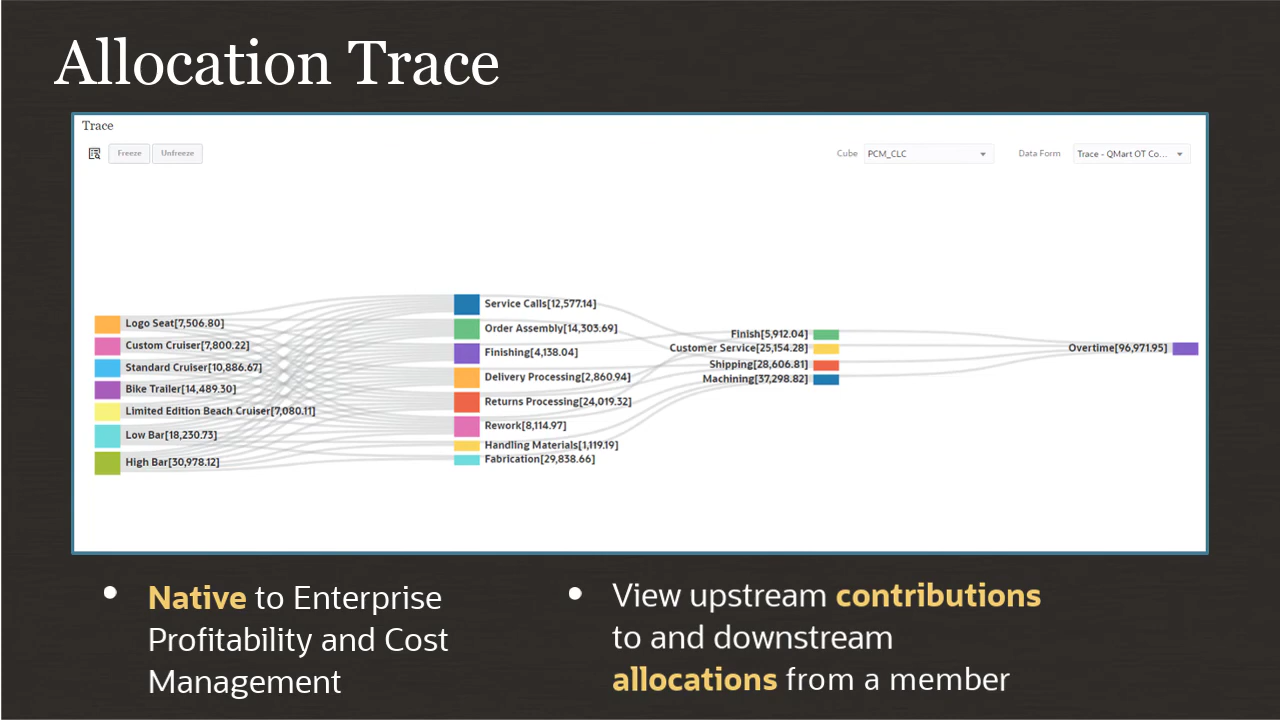 Allocation Trace
Trace
Freeze
Unfreeze
Cube
PCM_CLC
Data Form
Trace - QMart OT Co...
Logo Seat[7,506.80]
Custom Cruiser[7,800.22]
Standard Cruiser[10,886.67]
Bike Trailer[14,489.30]
Limited Edition Beach Cruiser[7,080.11]
Low Bar[18,230.73]
High Bar[30,978.12]
Service Calls[12,577.14]
Order Assembly[14,303.69]
Finishing[4,138.04]
Delivery Processing[2,860.94]
Returns Processing[24,019.32]
Rework[8,114.97]
Handling Materials[1,119.19]
Fabrication[29,838.66]
Finish[5,912.04]
Customer Service[25,154.28]
Shipping[28,606.81]
Machining[37,298.82]
Overtime[96,971.95]
• Native to Enterprise
Profitability and Cost
Management
• View upstream contributions
to and downstream
allocations from a member